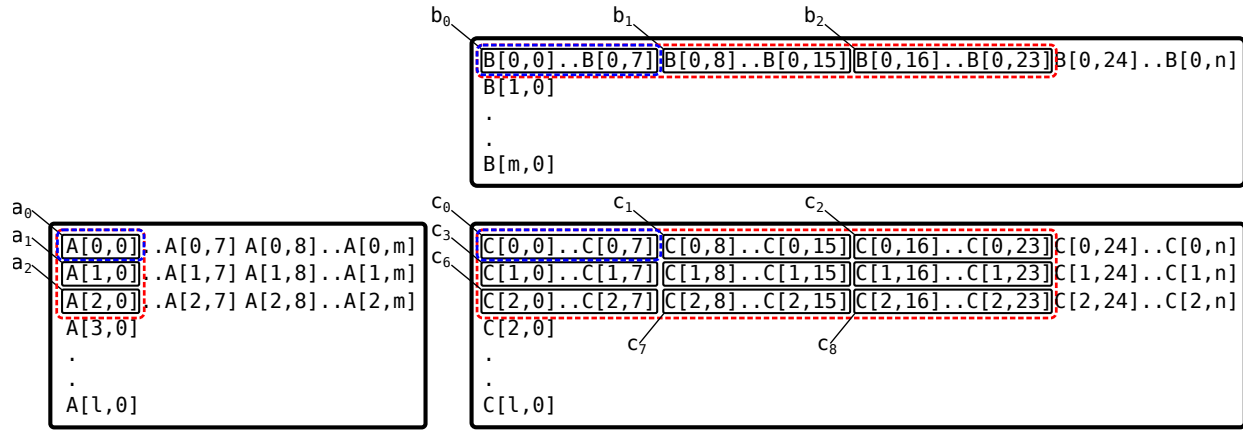 b₀ b₁ b₂
B[0,0]..B[0,7] B[0,8]..B[0,15] B[0,16]..B[0,23] B[0,24]..B[0,n]
B[1,0]
.
.
B[m,0]
a₀
a₁
a₂
A[0,0]..A[0,7] A[0,8]..A[0,m]
A[1,0]..A[1,7] A[1,8]..A[1,m]
A[2,0]..A[2,7] A[2,8]..A[2,m]
A[3,0]
.
.
A[l,0]
c₀ c₁ c₂
c₃
c₆
C[0,0]..C[0,7] C[0,8]..C[0,15] C[0,16]..C[0,23] C[0,24]..C[0,n]
C[1,0]..C[1,7] C[1,8]..C[1,15] C[1,16]..C[1,23] C[1,24]..C[1,n]
C[2,0]..C[2,7] C[2,8]..C[2,15] C[2,16]..C[2,23] C[2,24]..C[2,n]
C[2,0]
c₇ c₈
.
.
C[l,0]